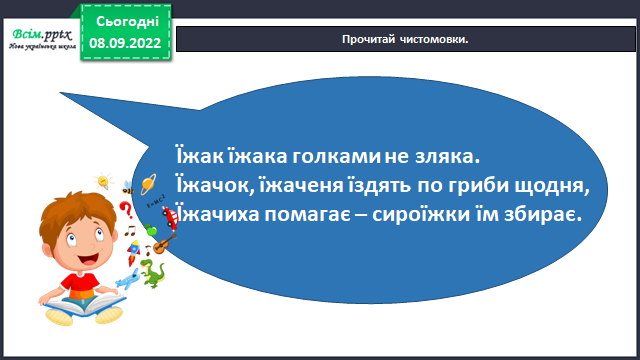 Всім.pptx
Нова українська школа
Сьогодні
08.09.2022
Прочитай чистомовки.
Їжак їжака голками не зляка.
Їжачок, їжаченя їздять по гриби щодня,
Їжачиха помагає – сироїжки їм збирає.
E=mc²